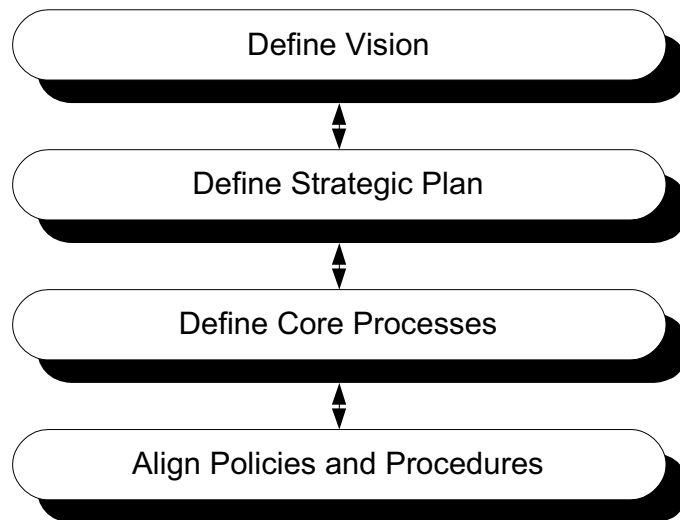 Define Vision
Define Strategic Plan
Define Core Processes
Align Policies and Procedures